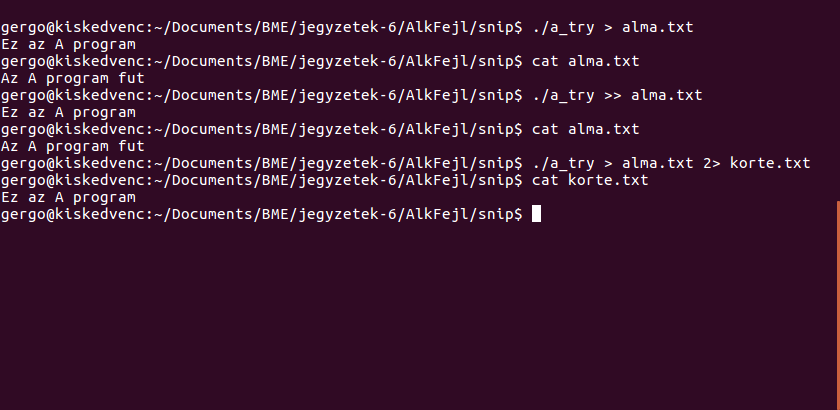 gergo@kiskedvenc:~/Documents/BME/jegyzetek-6/AlkFejl/snip$ ./a_try > alma.txt
Ez az A program
gergo@kiskedvenc:~/Documents/BME/jegyzetek-6/AlkFejl/snip$ cat alma.txt
Az A program fut
gergo@kiskedvenc:~/Documents/BME/jegyzetek-6/AlkFejl/snip$ ./a_try >> alma.txt
Ez az A program
gergo@kiskedvenc:~/Documents/BME/jegyzetek-6/AlkFejl/snip$ cat alma.txt
Az A program fut
gergo@kiskedvenc:~/Documents/BME/jegyzetek-6/AlkFejl/snip$ ./a_try > alma.txt 2> korte.txt
gergo@kiskedvenc:~/Documents/BME/jegyzetek-6/AlkFejl/snip$ cat korte.txt
Ez az A program
gergo@kiskedvenc:~/Documents/BME/jegyzetek-6/AlkFejl/snip$